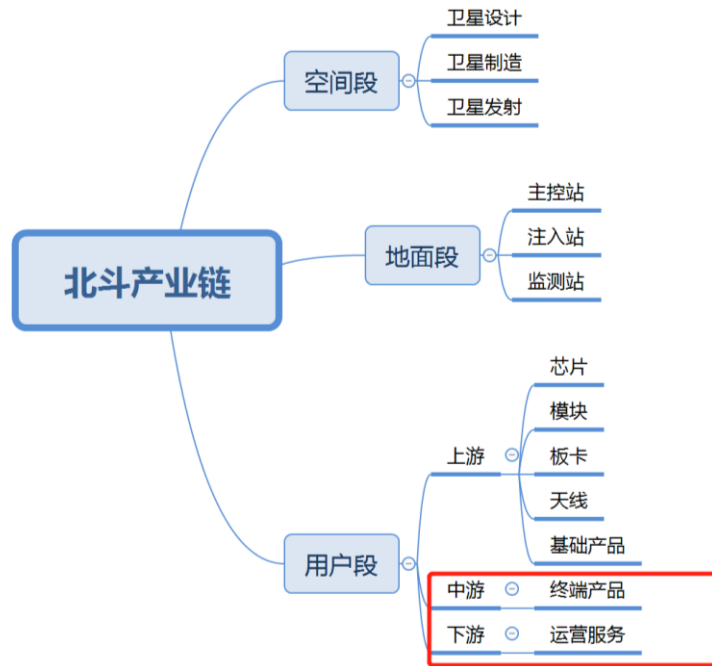 北斗产业链
空间段
卫星设计
卫星制造
卫星发射
地面段
主控站
注入站
监测站
用户段
上游
芯片
模块
板卡
天线
基础产品
中游
终端产品
下游
运营服务